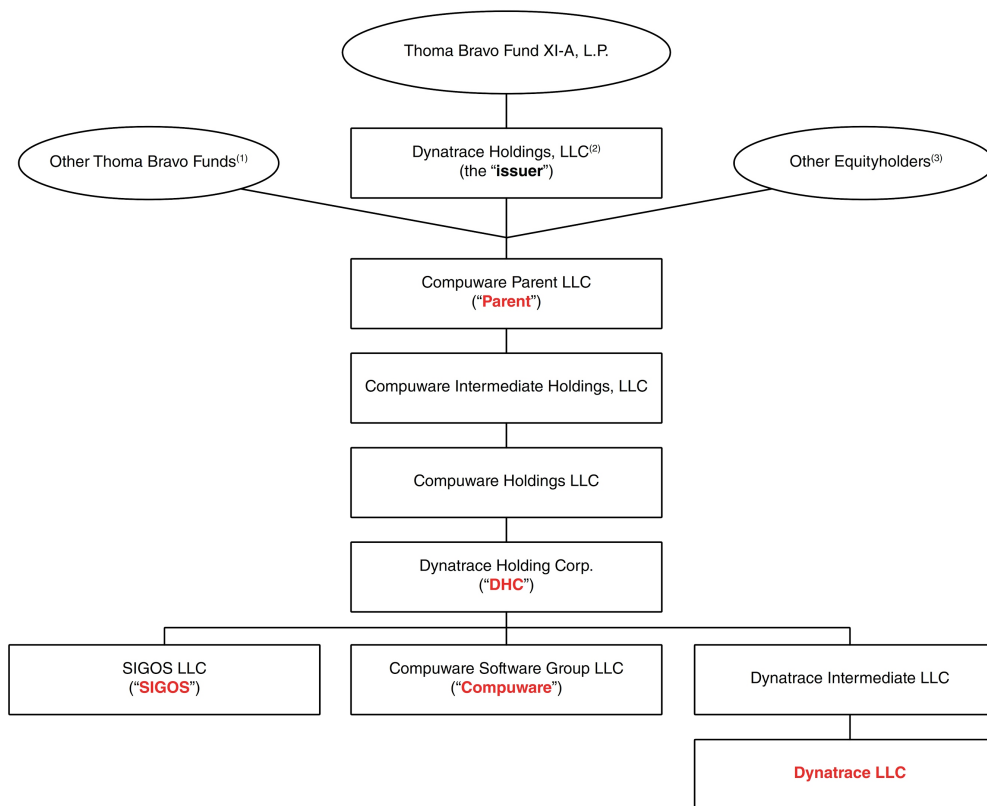 Thoma Bravo Fund XI-A, L.P.
Other Thoma Bravo Funds(1)
Dynatrace Holdings, LLC(2)
(the “issuer”)
Other Equityholders(3)
Compuware Parent LLC
(“Parent”)
Compuware Intermediate Holdings, LLC
Compuware Holdings LLC
Dynatrace Holding Corp.
(“DHC”)
SIGOS LLC
(“SIGOS”)
Compuware Software Group LLC
(“Compuware”)
Dynatrace Intermediate LLC
Dynatrace LLC